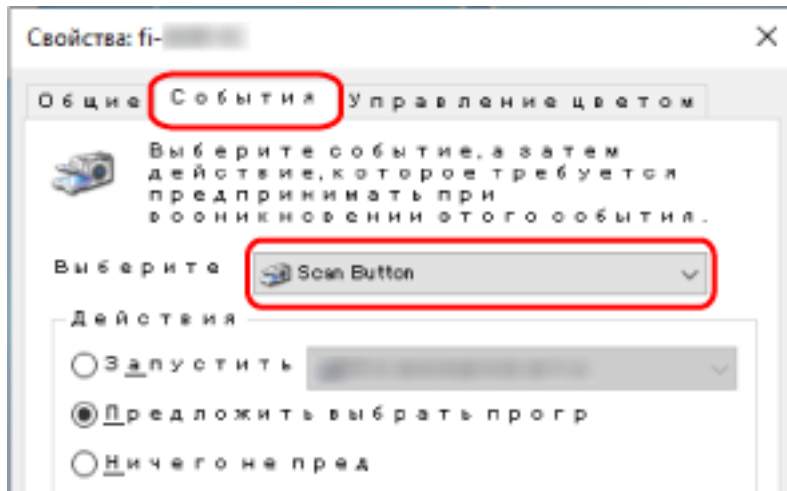 Свойства: fi-
Общие События Управление цветом
Выберите событие, а затем
действие, которое требуется
предпринимать при
возникновении этого события.
Выберите Scan Button
Действия
Запустить
Предложить выбрать прогр
Ничего не пред